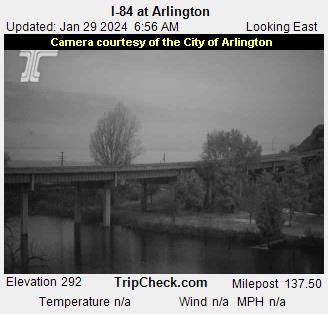 I-84 at Arlington
Updated: Jan 29 2024 6:56 AM Looking East
Camera courtesy of the City of Arlington
Elevation 292 TripCheck.com Milepost 137.50
Temperature n/a Wind n/a MPH n/a